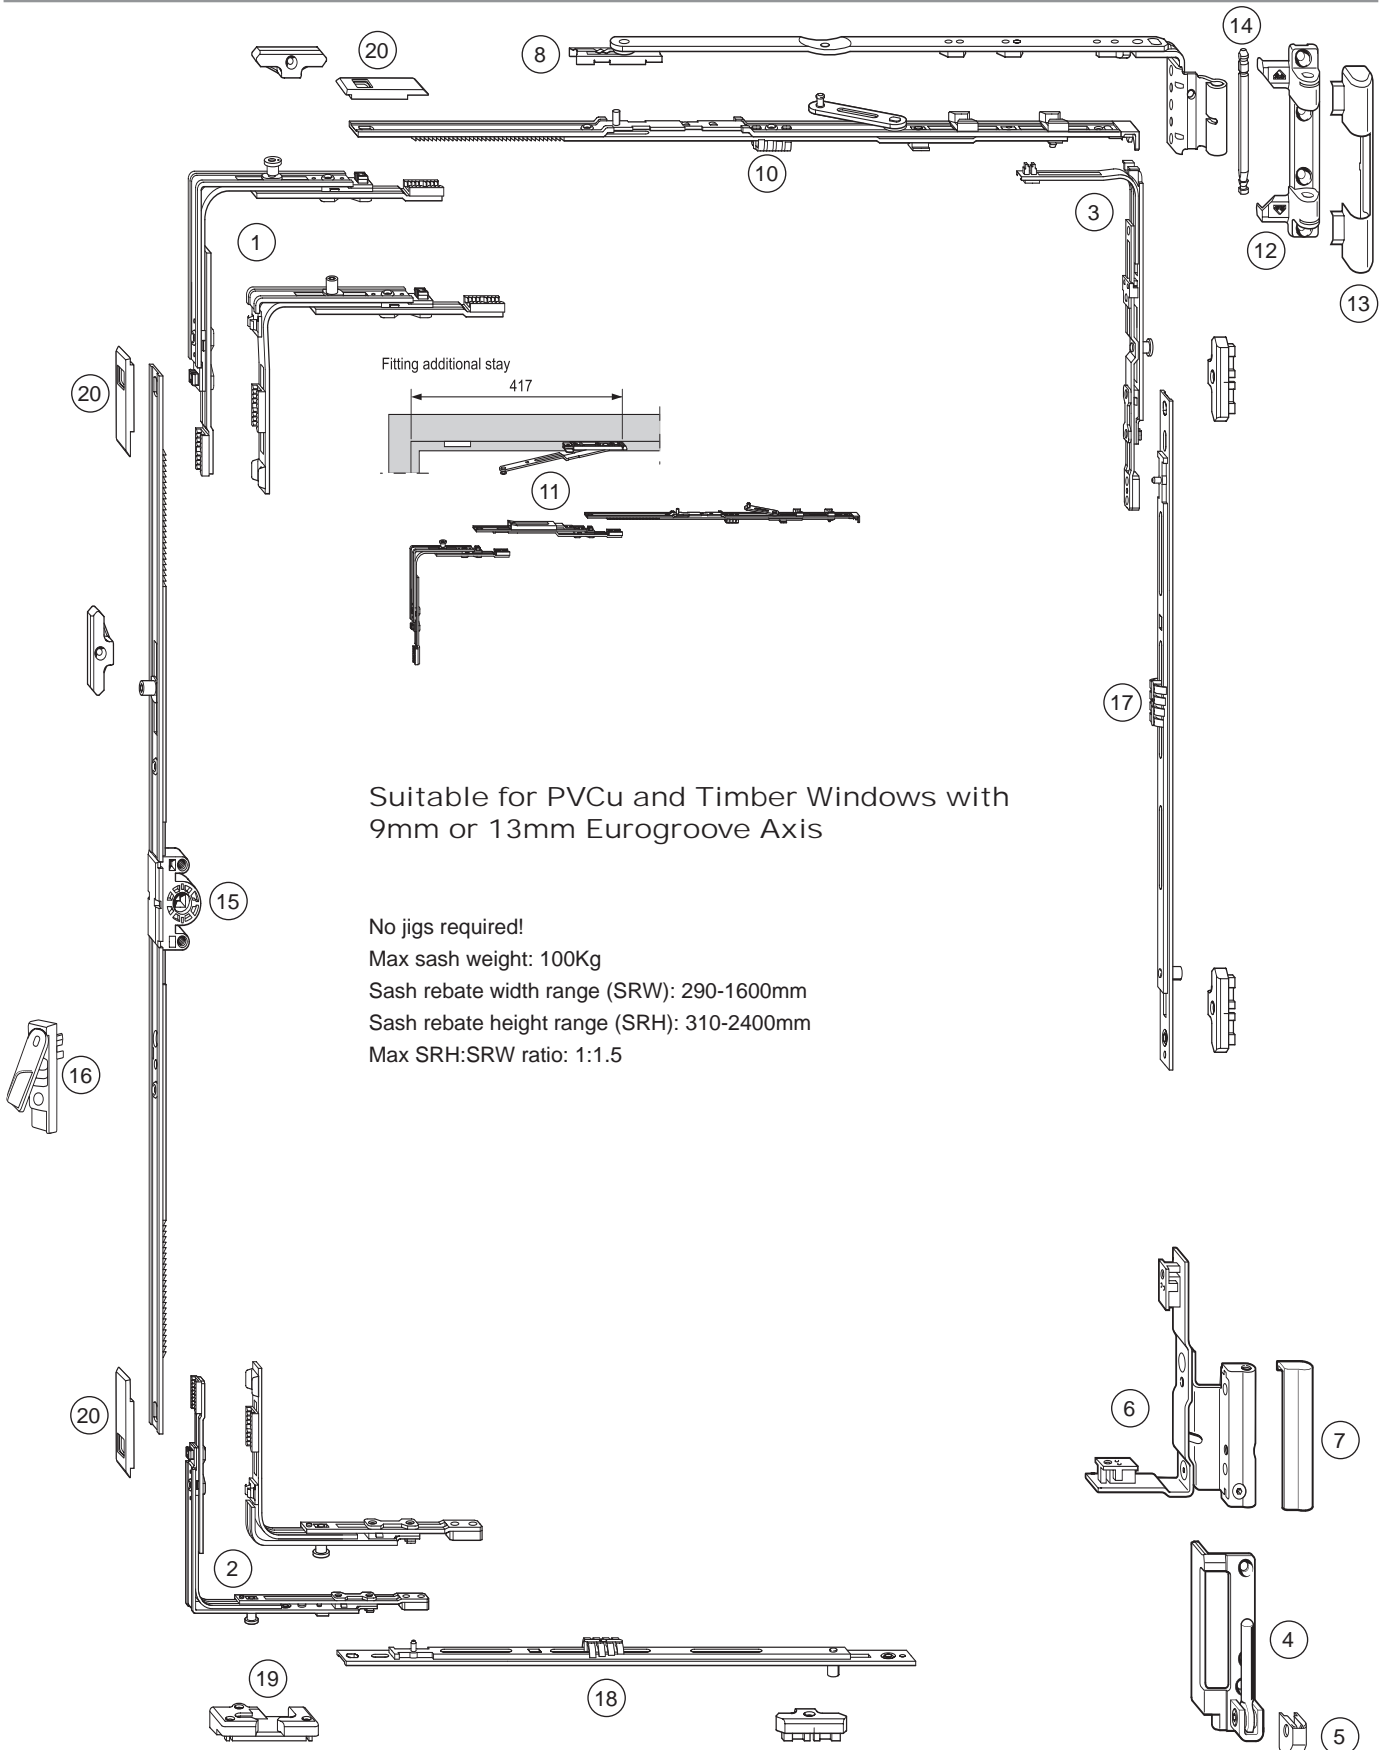 14
20
8
10
3
1
12
13
20
Fitting additional stay
417
11
17
Suitable for PVCu and Timber Windows with
9mm or 13mm Eurogroove Axis
15
No jigs required!
Max sash weight: 100Kg
Sash rebate width range (SRW): 290-1600mm
Sash rebate height range (SRH): 310-2400mm
Max SRH:SRW ratio: 1:1.5
16
6
20
7
2
4
19
18
5